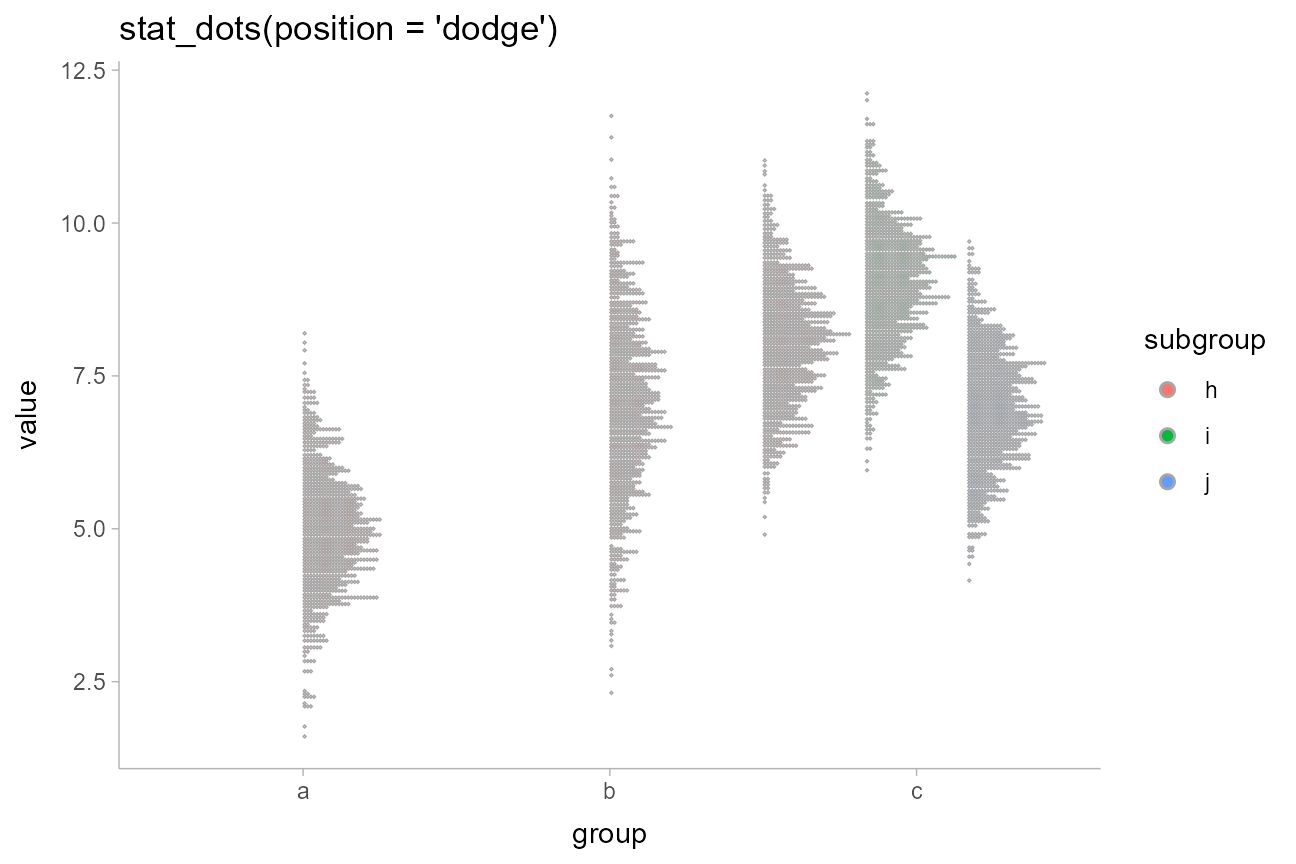 stat_dots(position = 'dodge')
12.5
10.0
7.5
5.0
2.5
value
a
b
c
group
subgroup
h
i
j